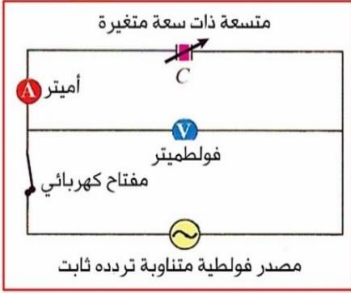 متسعة ذات سعة متغيرة
C
A أميتر
V
فولطميتر
مفتاح كهربائي
مصدر فولطية متناوبة تردده ثابت